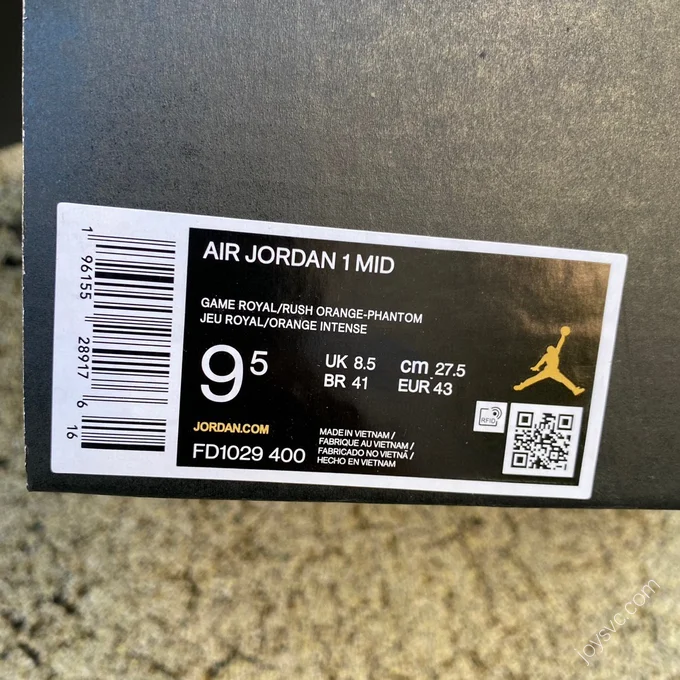 1 96155 28917 6 16
AIR JORDAN 1 MID
GAME ROYAL/RUSH ORANGE-PHANTOM
JEU ROYAL/ORANGE INTENSE
9 5
UK 8.5 cm 27.5
BR 41 EUR 43
JORDAN.COM
FD1029 400
MADE IN VIETNAM /
FABRIQUE AU VIETNAM /
FABRICADO NO VIETNÃ /
HECHO EN VIETNAM
RFID
joysvc.com